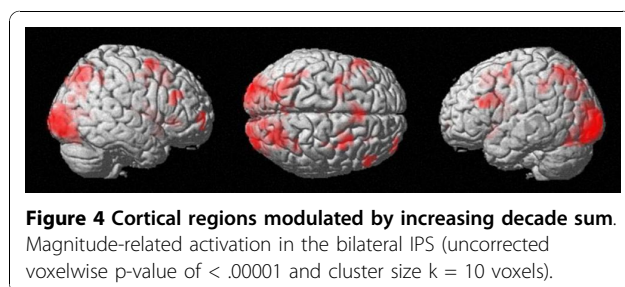 Figure 4 Cortical regions modulated by increasing decade sum.
Magnitude-related activation in the bilateral IPS (uncorrected
voxelwise p-value of < .00001 and cluster size k = 10 voxels).